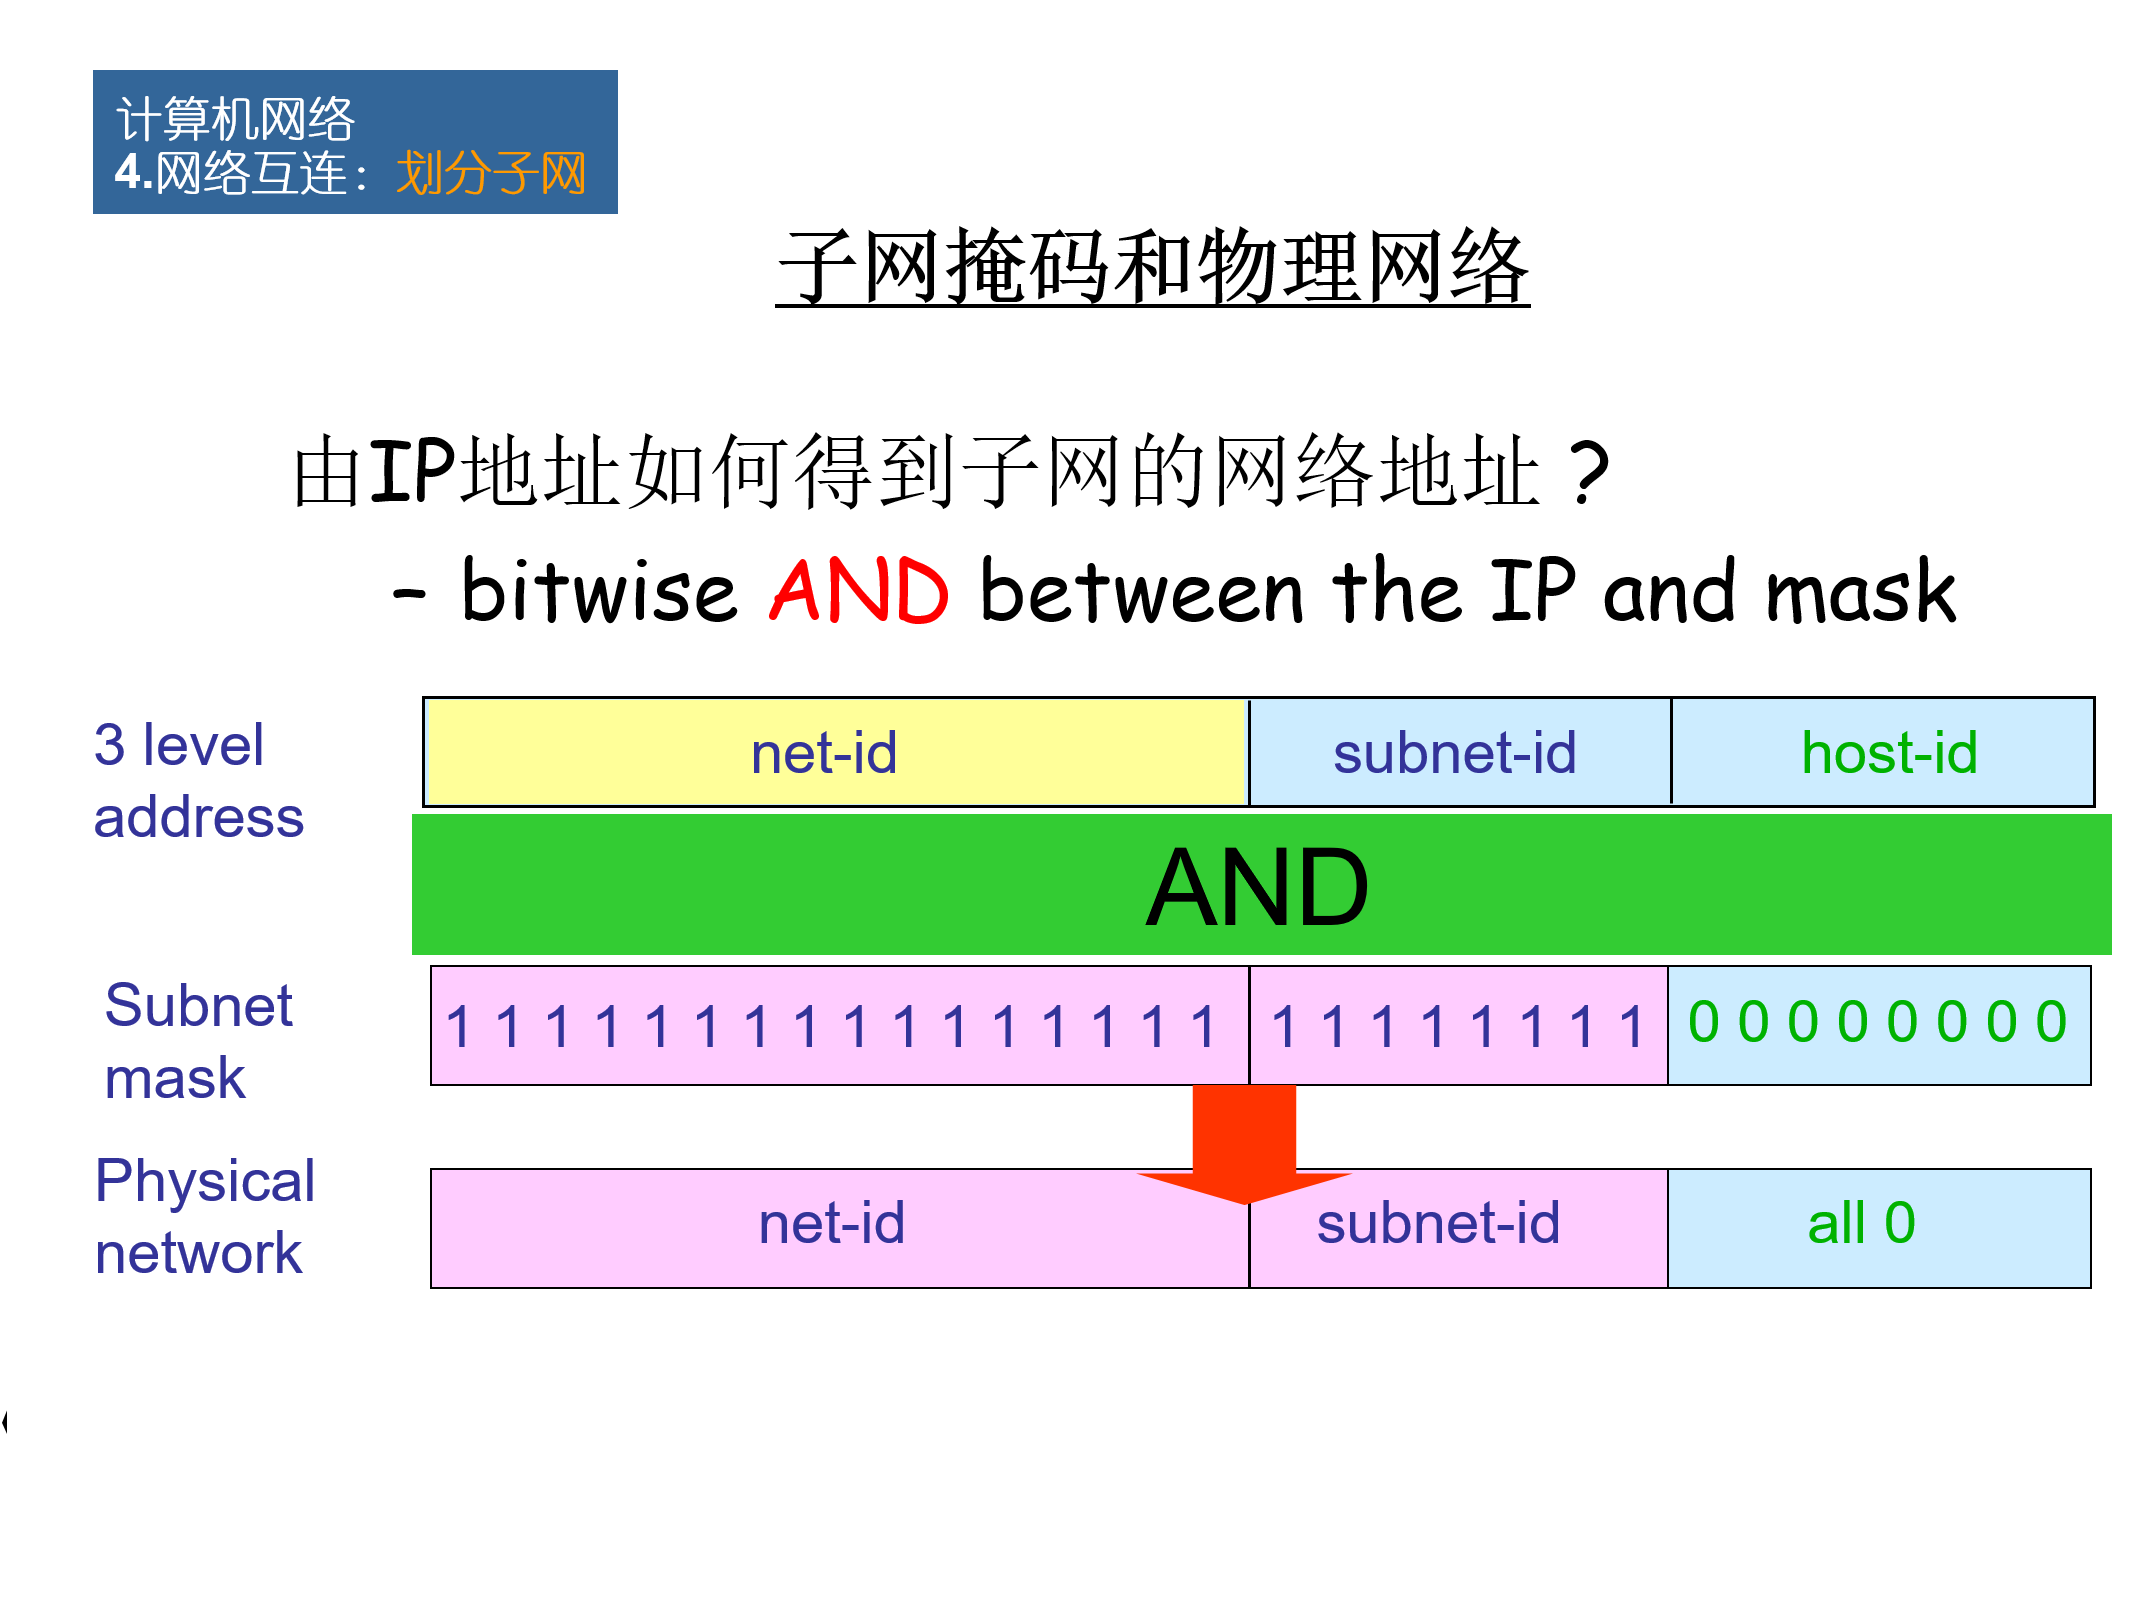 计算机网络
4.网络互连：划分子网
子网掩码和物理网络
由IP地址如何得到子网的网络地址？
– bitwise AND between the IP and mask
3 level
address
net-id subnet-id host-id
AND
Subnet
mask
1 1 1 1 1 1 1 1 1 1 1 1 1 1 1 1 1 1 1 1 1 1 1 1 0 0 0 0 0 0 0 0
Physical
network
net-id subnet-id all 0